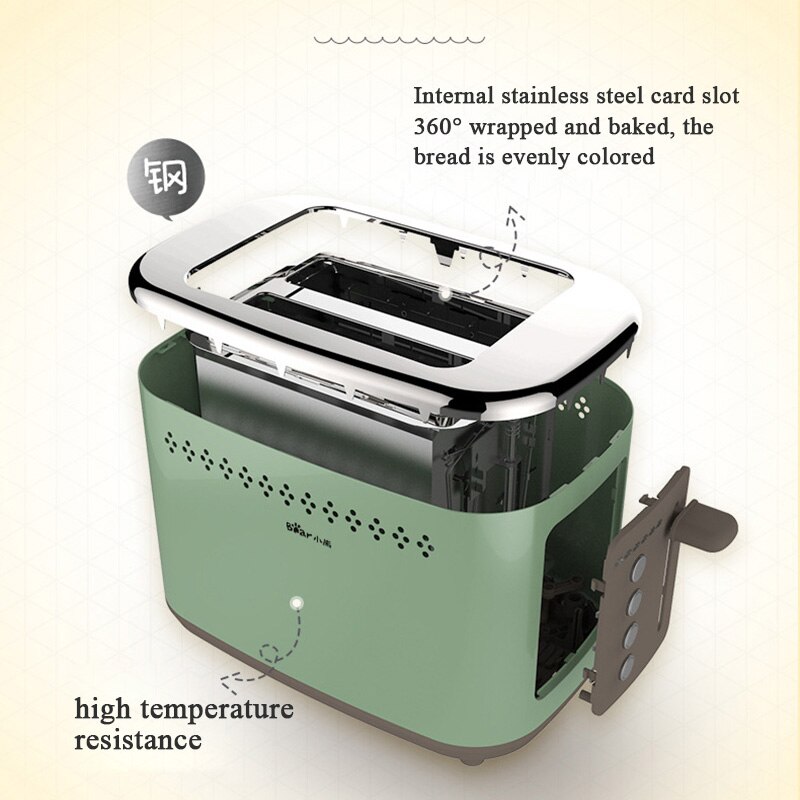 Internal stainless steel card slot
360° wrapped and baked, the
bread is evenly colored
钢
Bear小熊
high temperature
resistance